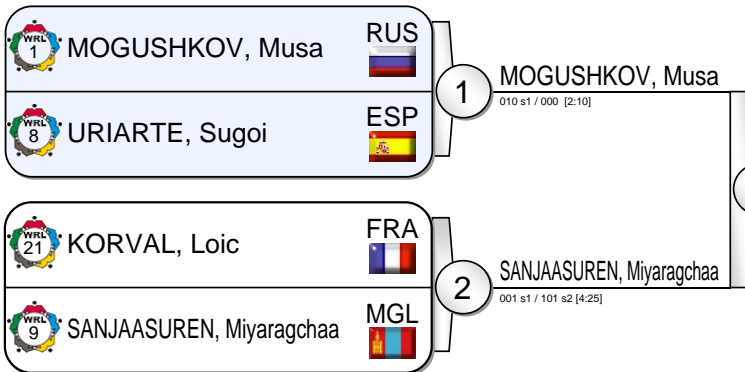 WRL 1 MOGUSHKOV, Musa RUS
WRL 8 URIARTE, Sugoi ESP
1
MOGUSHKOV, Musa
010 s1 / 000 [2:10]
WRL 21 KORVAL, Loic FRA
WRL 9 SANJAASUREN, Miyaragchaa MGL
2
SANJAASUREN, Miyaragchaa
001 s1 / 101 s2 [4:25]